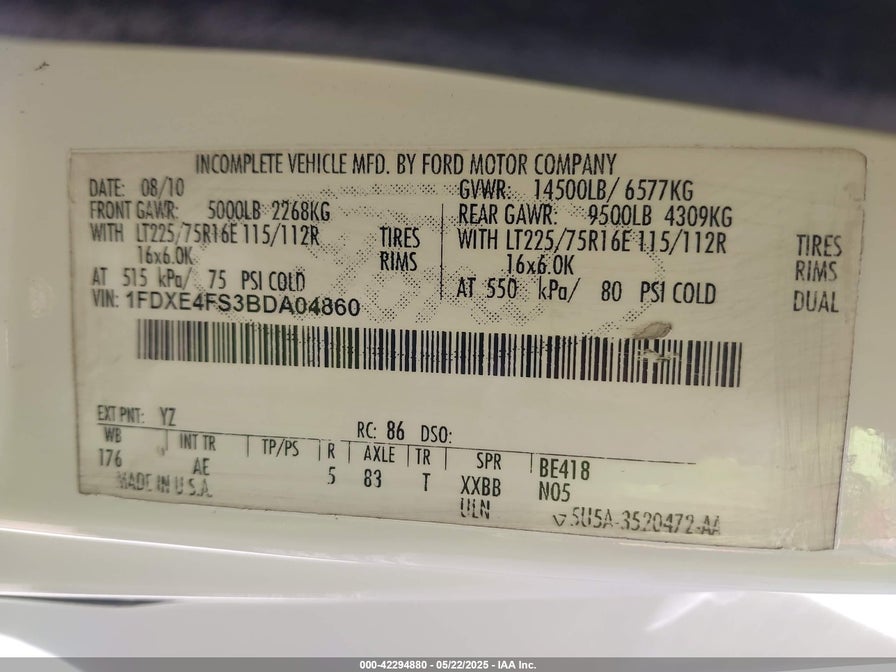 INCOMPLETE VEHICLE MFD. BY FORD MOTOR COMPANY
DATE: 08/10 GVWR: 14500LB/ 6577KG
FRONT GAWR: 5000LB 2268KG REAR GAWR: 9500LB 4309KG
WITH LT225/75R16E 115/112R TIRES WITH LT225/75R16E 115/112R TIRES
16x6.0K RIMS 16x6.0K RIMS
AT 515 kPa/ 75 PSI COLD AT 550 kPa/ 80 PSI COLD DUAL
VIN: 1FDXE4FS3BDA04860
EXT PNT: YZ RC: 86 DSO:
WB INT TR TP/PS R AXLE TR SPR BE418
176 AE 5 83 T XXBB N05
MADE IN U.S.A. ULN 5U5A-3520472-AA
000-42294880 - 05/22/2025 - IAA Inc.